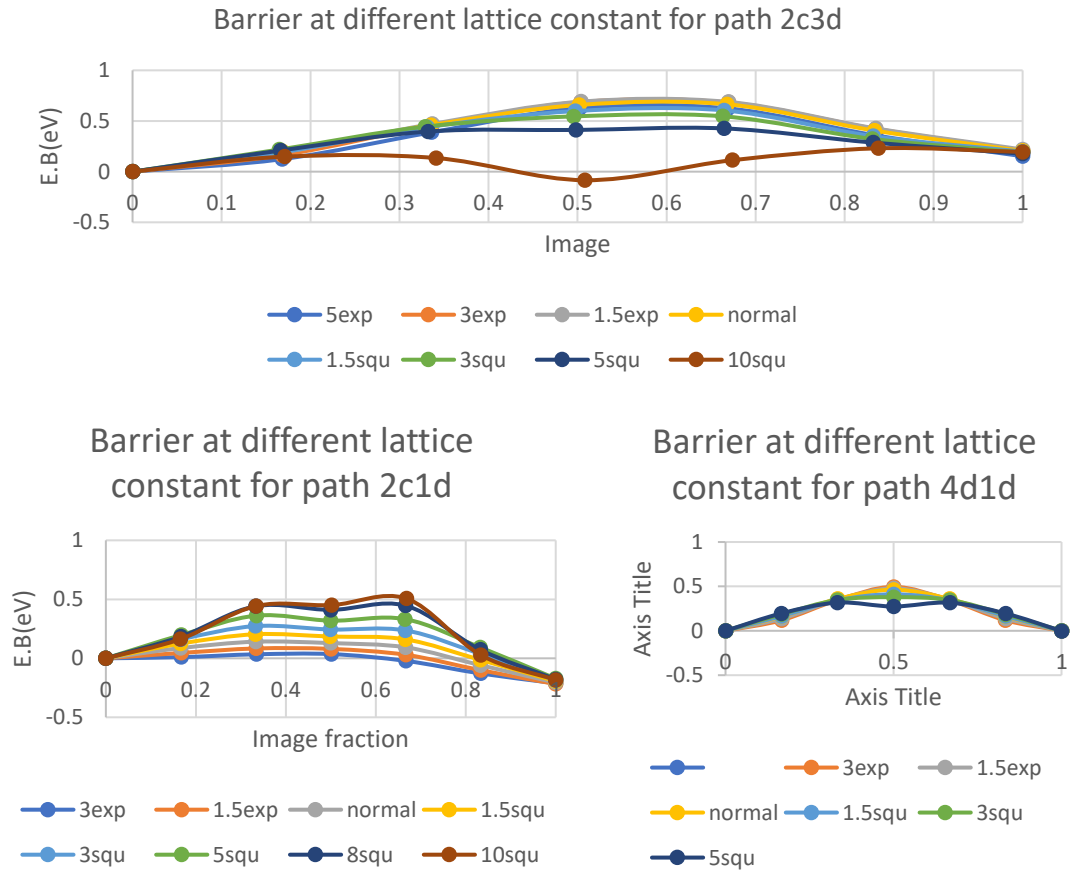 Barrier at different lattice constant for path 2c3d
1
0.5
0
-0.5
E.B(eV)
0 0.1 0.2 0.3 0.4 0.5 0.6 0.7 0.8 0.9 1
Image
5exp 3exp 1.5exp normal
1.5squ 3squ 5squ 10squ
Barrier at different lattice
constant for path 2c1d
1
0.5
0
-0.5
E.B(eV)
0 0.2 0.4 0.6 0.8 1
Image fraction
3exp 1.5exp normal 1.5squ
3squ 5squ 8squ 10squ
Barrier at different lattice
constant for path 4d1d
1
0.5
0
-0.5
Axis Title
0 0.5 1
Axis Title
3exp 1.5exp
normal 1.5squ 3squ
5squ